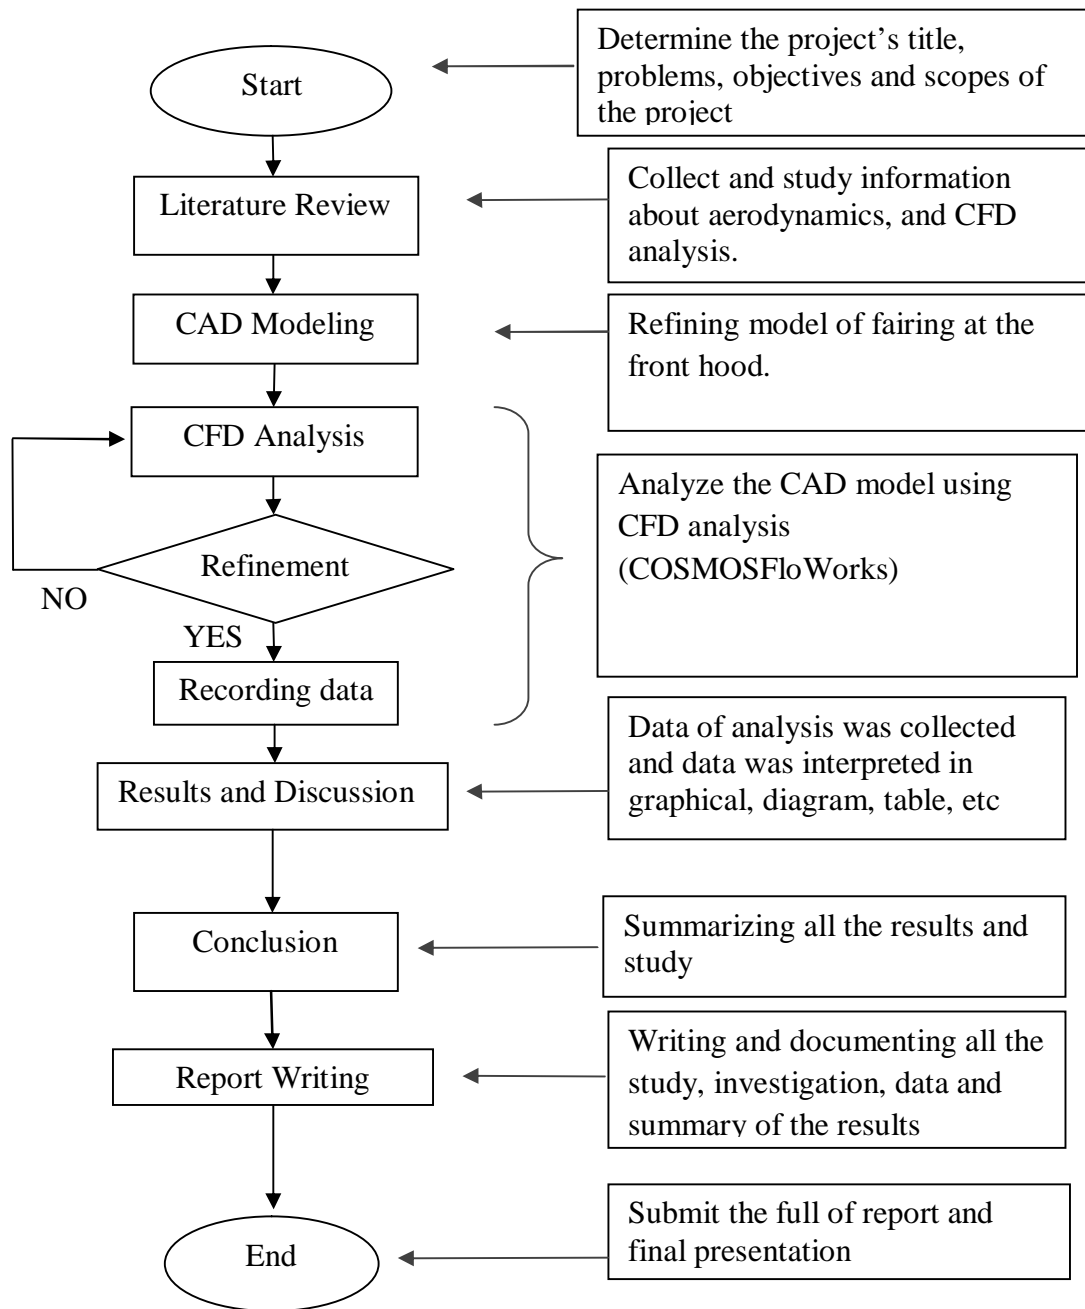 Start
Determine the project's title,
problems, objectives and scopes of
the project
Literature Review
Collect and study information
about aerodynamics, and CFD
analysis.
CAD Modeling
Refining model of fairing at the
front hood.
CFD Analysis
Analyze the CAD model using
CFD analysis
(COSMOSFloWorks)
Refinement
NO
YES
Recording data
Results and Discussion
Data of analysis was collected
and data was interpreted in
graphical, diagram, table, etc
Conclusion
Summarizing all the results and
study
Report Writing
Writing and documenting all the
study, investigation, data and
summary of the results
End
Submit the full of report and
final presentation